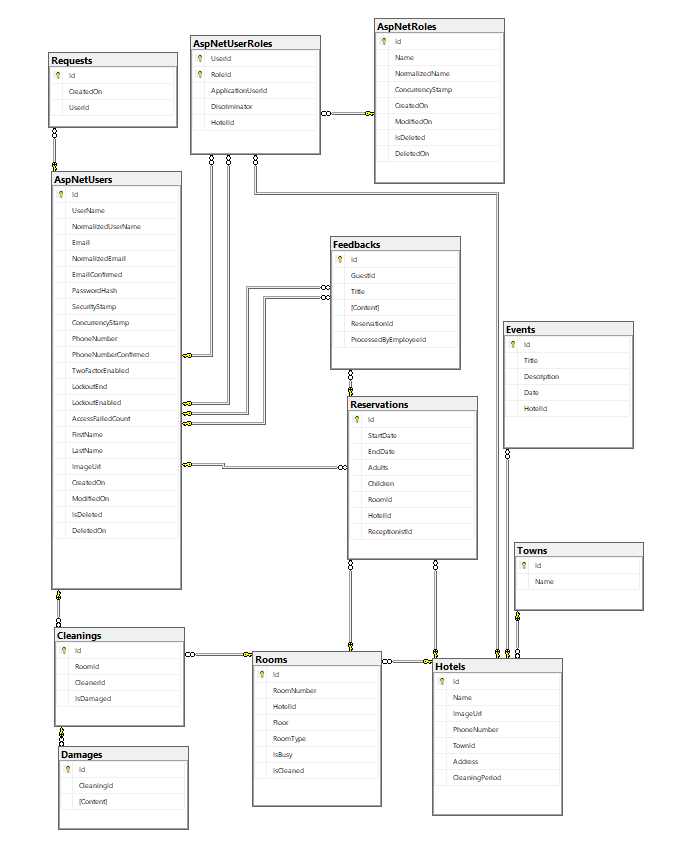 Requests
Id
CreatedOn
UserId
AspNetUserRoles
UserId
RoleId
ApplicationUserId
Discriminator
HotelId
AspNetRoles
Id
Name
NormalizedName
ConcurrencyStamp
CreatedOn
ModifiedOn
IsDeleted
DeletedOn
AspNetUsers
Id
UserName
NormalizedUserName
Email
NormalizedEmail
EmailConfirmed
PasswordHash
SecurityStamp
ConcurrencyStamp
PhoneNumber
PhoneNumberConfirmed
TwoFactorEnabled
LockoutEnd
LockoutEnabled
AccessFailedCount
FirstName
LastName
ImageUrl
CreatedOn
ModifiedOn
IsDeleted
DeletedOn
Feedbacks
Id
GuestId
Title
[Content]
ReservationId
ProcessedByEmployeeId
Events
Id
Title
Description
Date
HotelId
Reservations
Id
StartDate
EndDate
Adults
Children
RoomId
HotelId
ReceptionistId
Towns
Id
Name
Cleanings
Id
RoomId
CleanerId
IsDamaged
Rooms
Id
RoomNumber
HotelId
Floor
RoomType
IsBusy
IsCleaned
Hotels
Id
Name
ImageUrl
PhoneNumber
TownId
Address
CleaningPeriod
Damages
Id
CleaningId
[Content]